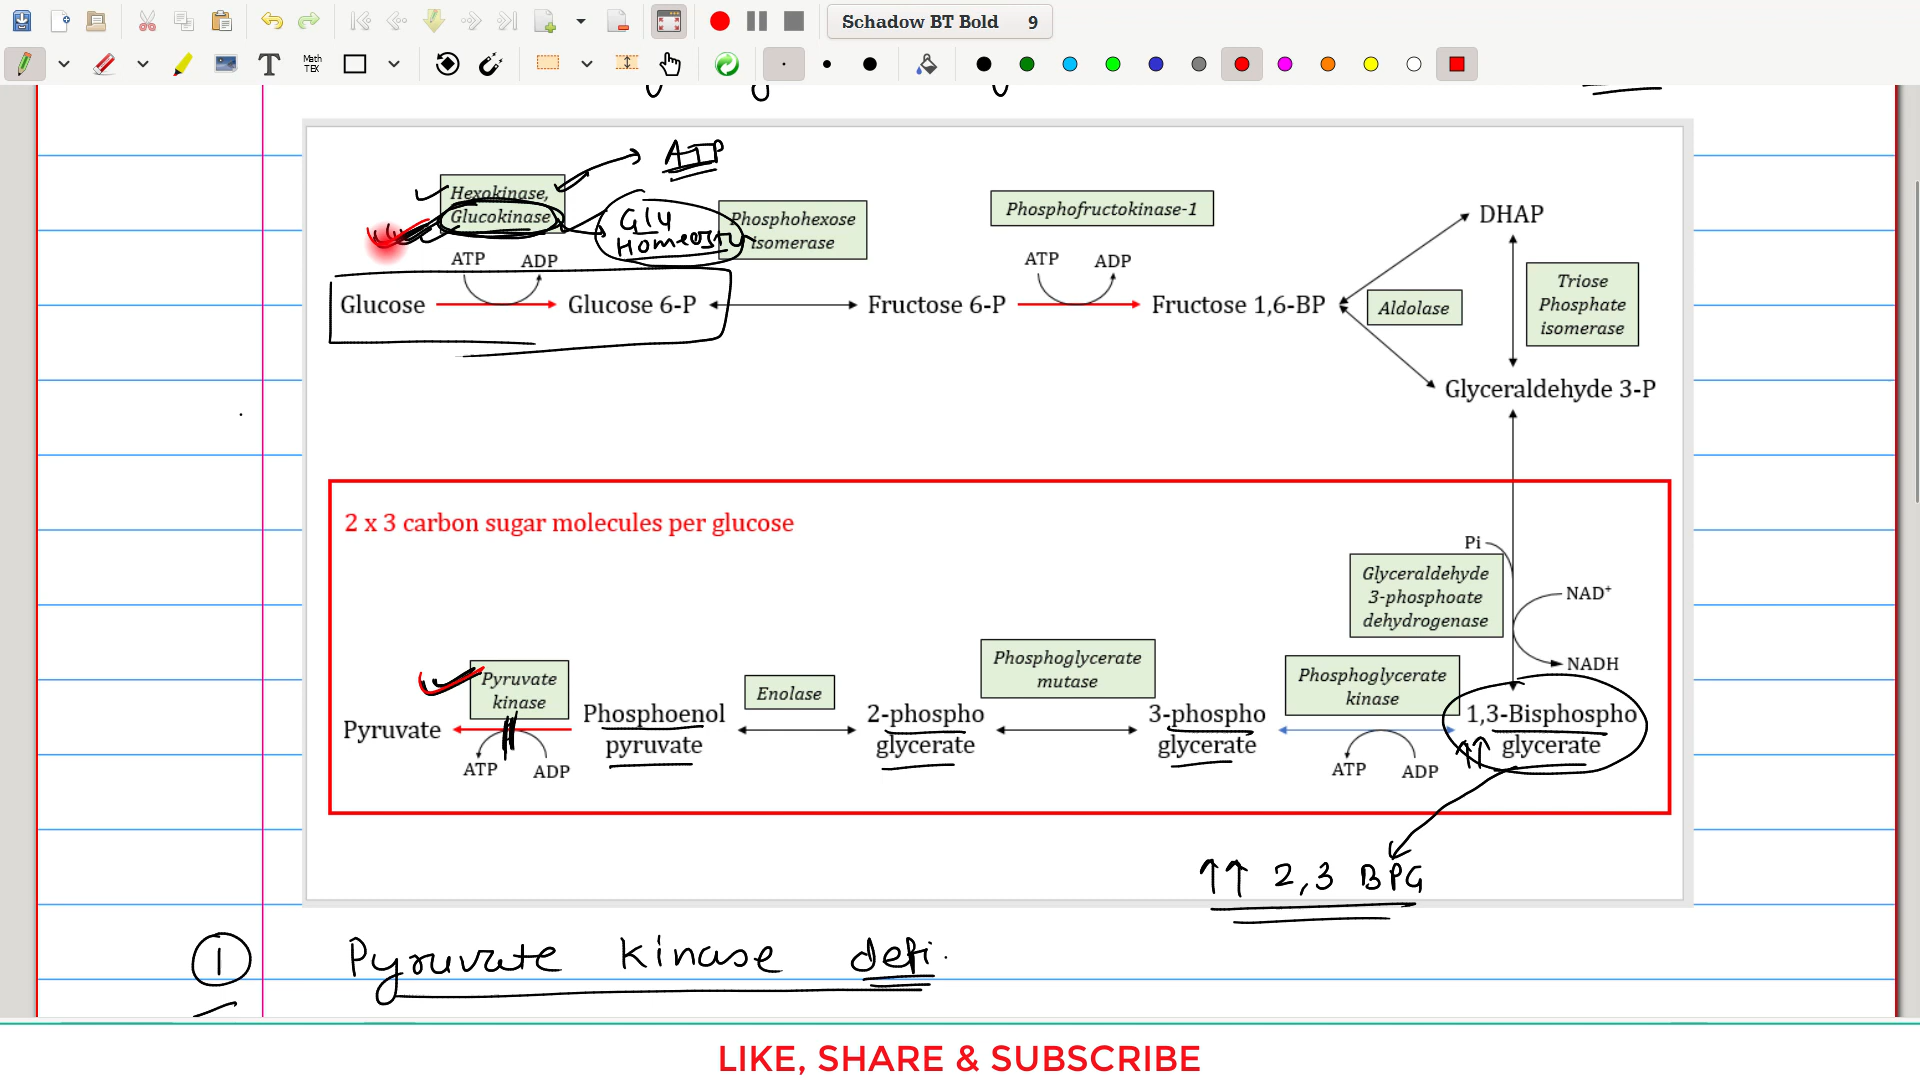 Schadow BT Bold 9
Math
TEX
ATP
Hexokinase,
Glucokinase
Gly
Homeosta
Phosphohexose
isomerase
Phosphofructokinase-1
DHAP
ATP ADP
ATP ADP
Glucose Glucose 6-P Fructose 6-P Fructose 1,6-BP
Aldolase
Triose
Phosphate
isomerase
Glyceraldehyde 3-P
2 x 3 carbon sugar molecules per glucose
Pi
Glyceraldehyde
3-phosphoate
dehydrogenase
NAD+
NADH
Pyruvate
kinase
Enolase
Phosphoglycerate
mutase
Phosphoglycerate
kinase
Pyruvate
Phosphoenol
pyruvate
2-phospho
glycerate
3-phospho
glycerate
1,3-Bisphospho
↑↑ glycerate
ATP ADP
ATP ADP
↑↑ 2,3 BPG
1 Pyruvate kinase defi.
LIKE, SHARE & SUBSCRIBE